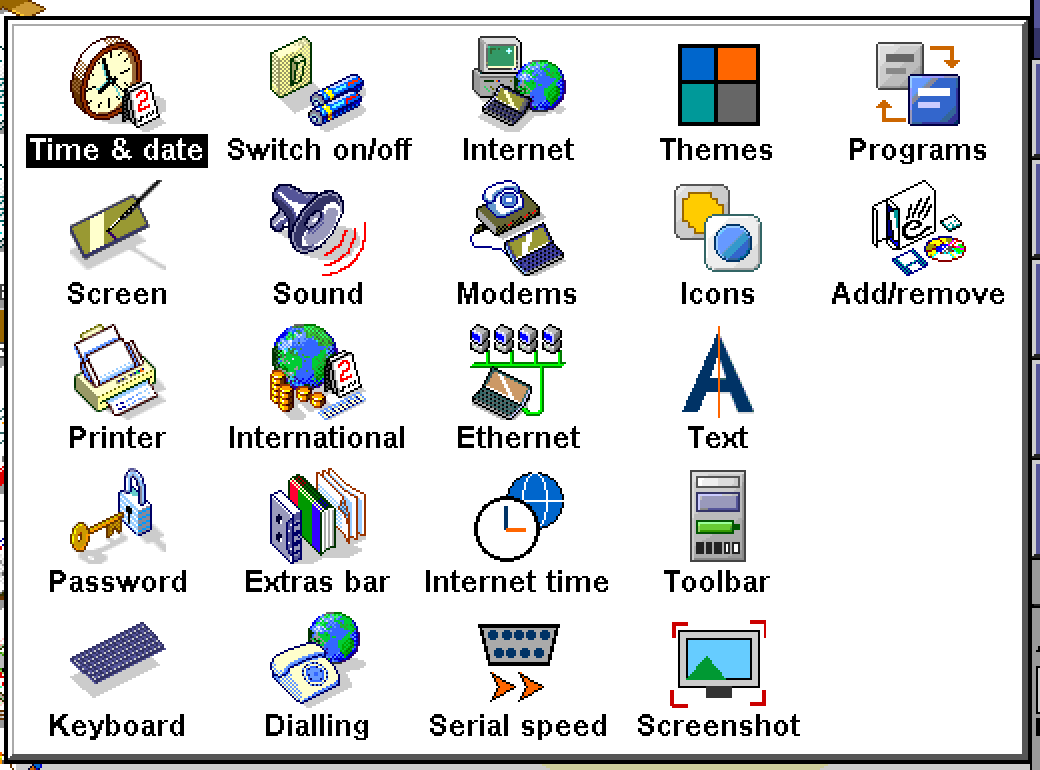 Time & date Switch on/off Internet Themes Programs
Screen Sound Modems Icons Add/remove
Printer International Ethernet Text
Password Extras bar Internet time Toolbar
Keyboard Dialling Serial speed Screenshot